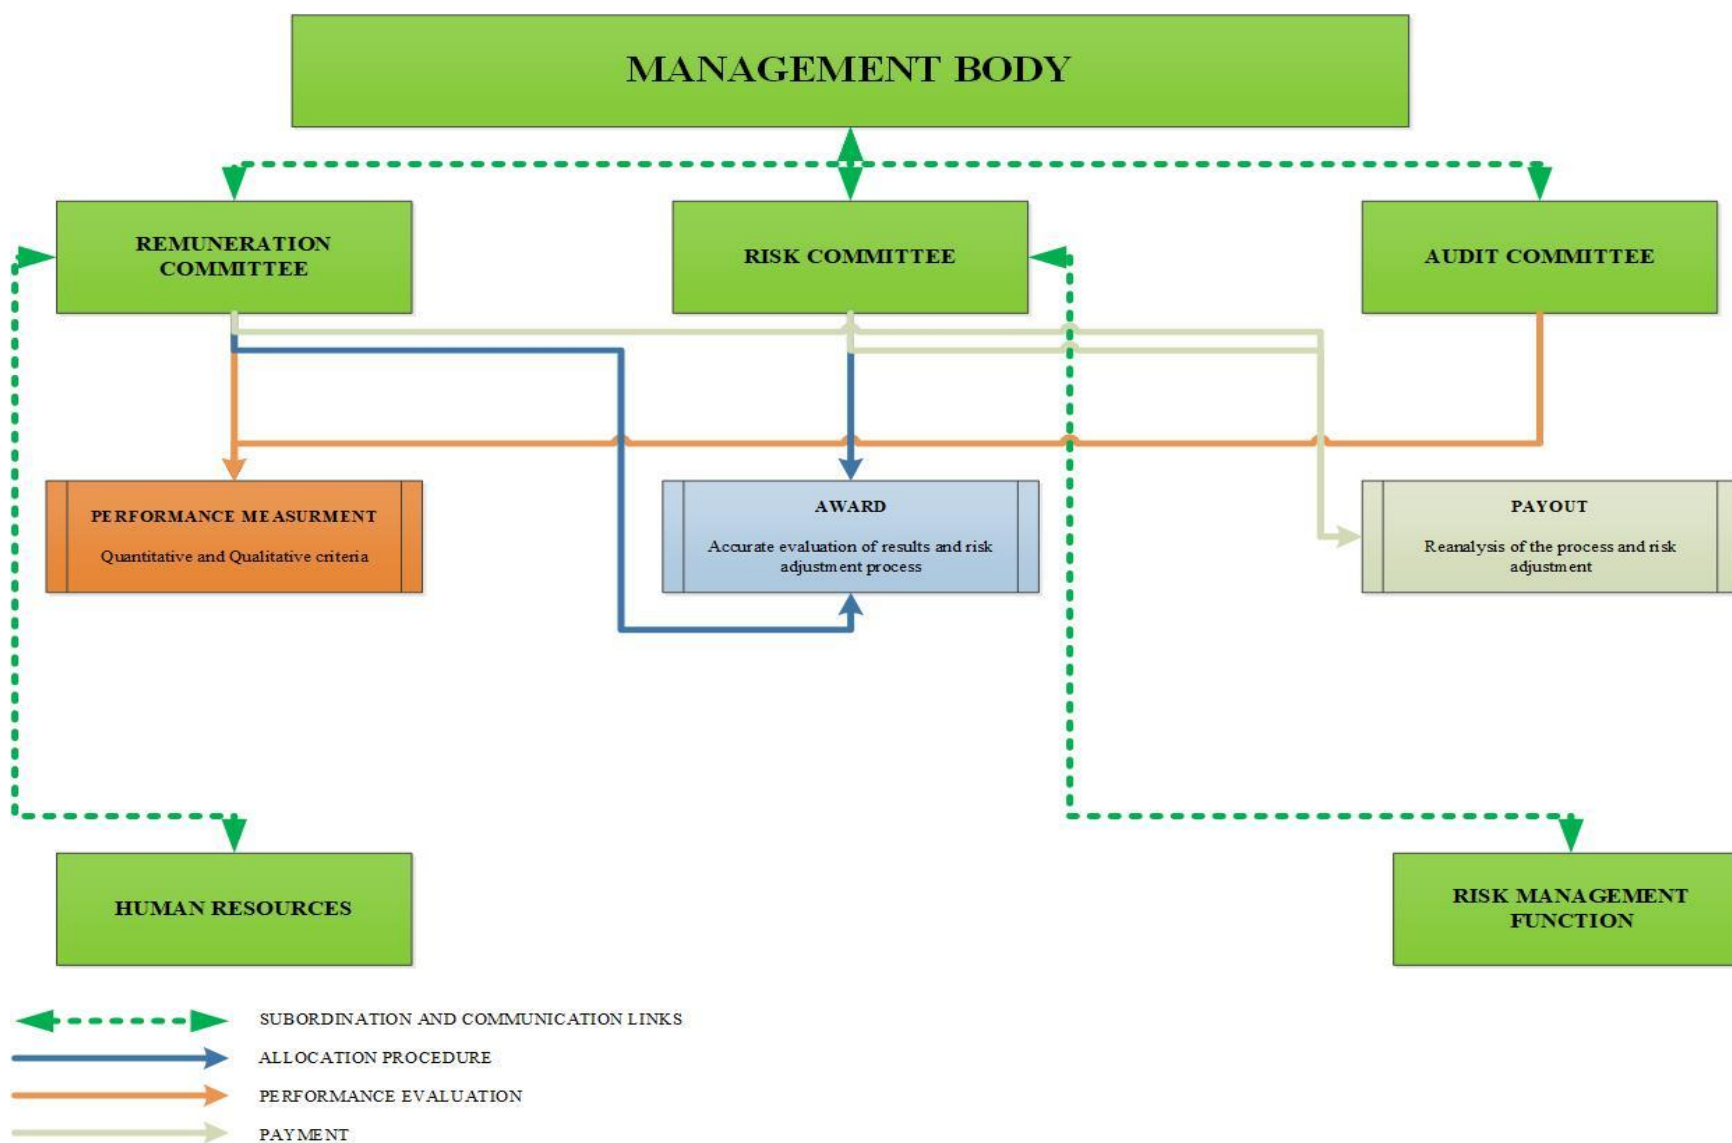 MANAGEMENT BODY
REMUNERATION
COMMITTEE
RISK COMMITTEE
AUDIT COMMITTEE
PERFORMANCE MEASURMENT
Quantitative and Qualitative criteria
AWARD
Accurate evaluation of results and risk
adjustment process
PAYOUT
Reanalysis of the process and risk
adjustment
HUMAN RESOURCES
RISK MANAGEMENT
FUNCTION
SUBORDINATION AND COMMUNICATION LINKS
ALLOCATION PROCEDURE
PERFORMANCE EVALUATION
PAYMENT